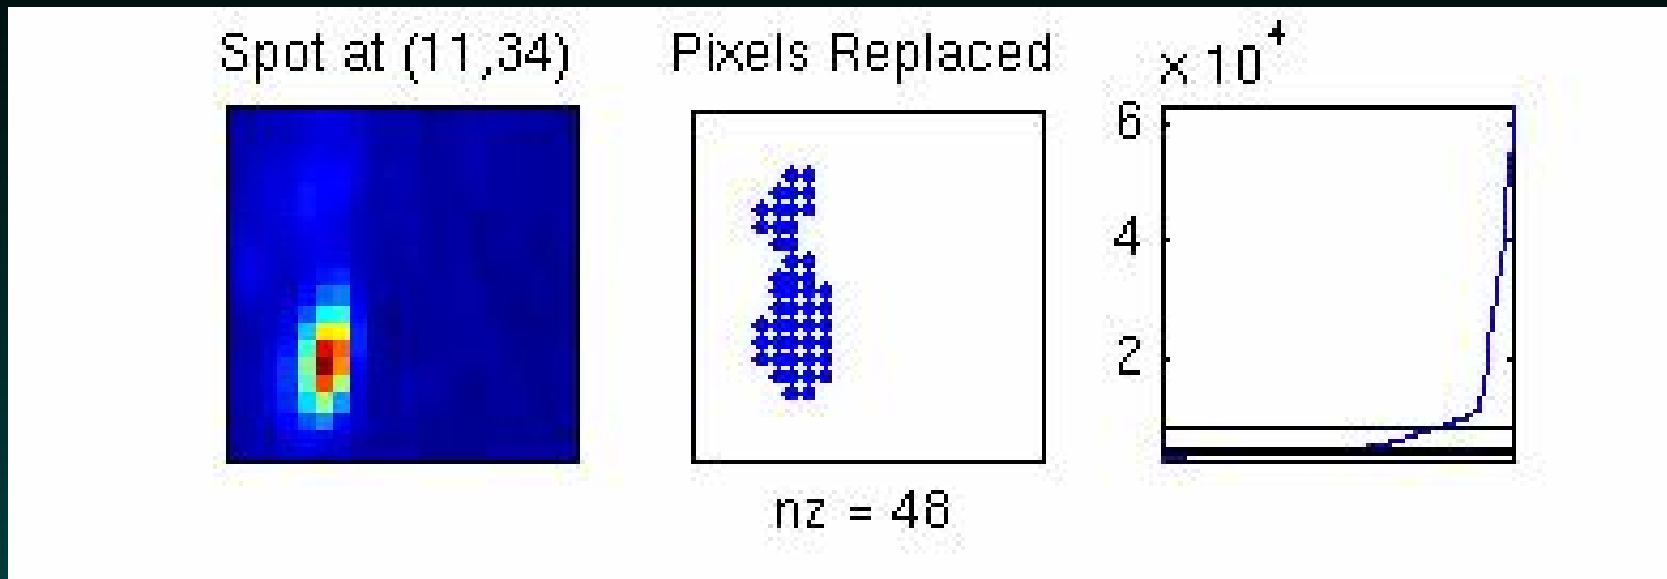 Spot at (11,34)
Pixels Replaced
nz = 48
×10^4
6
4
2